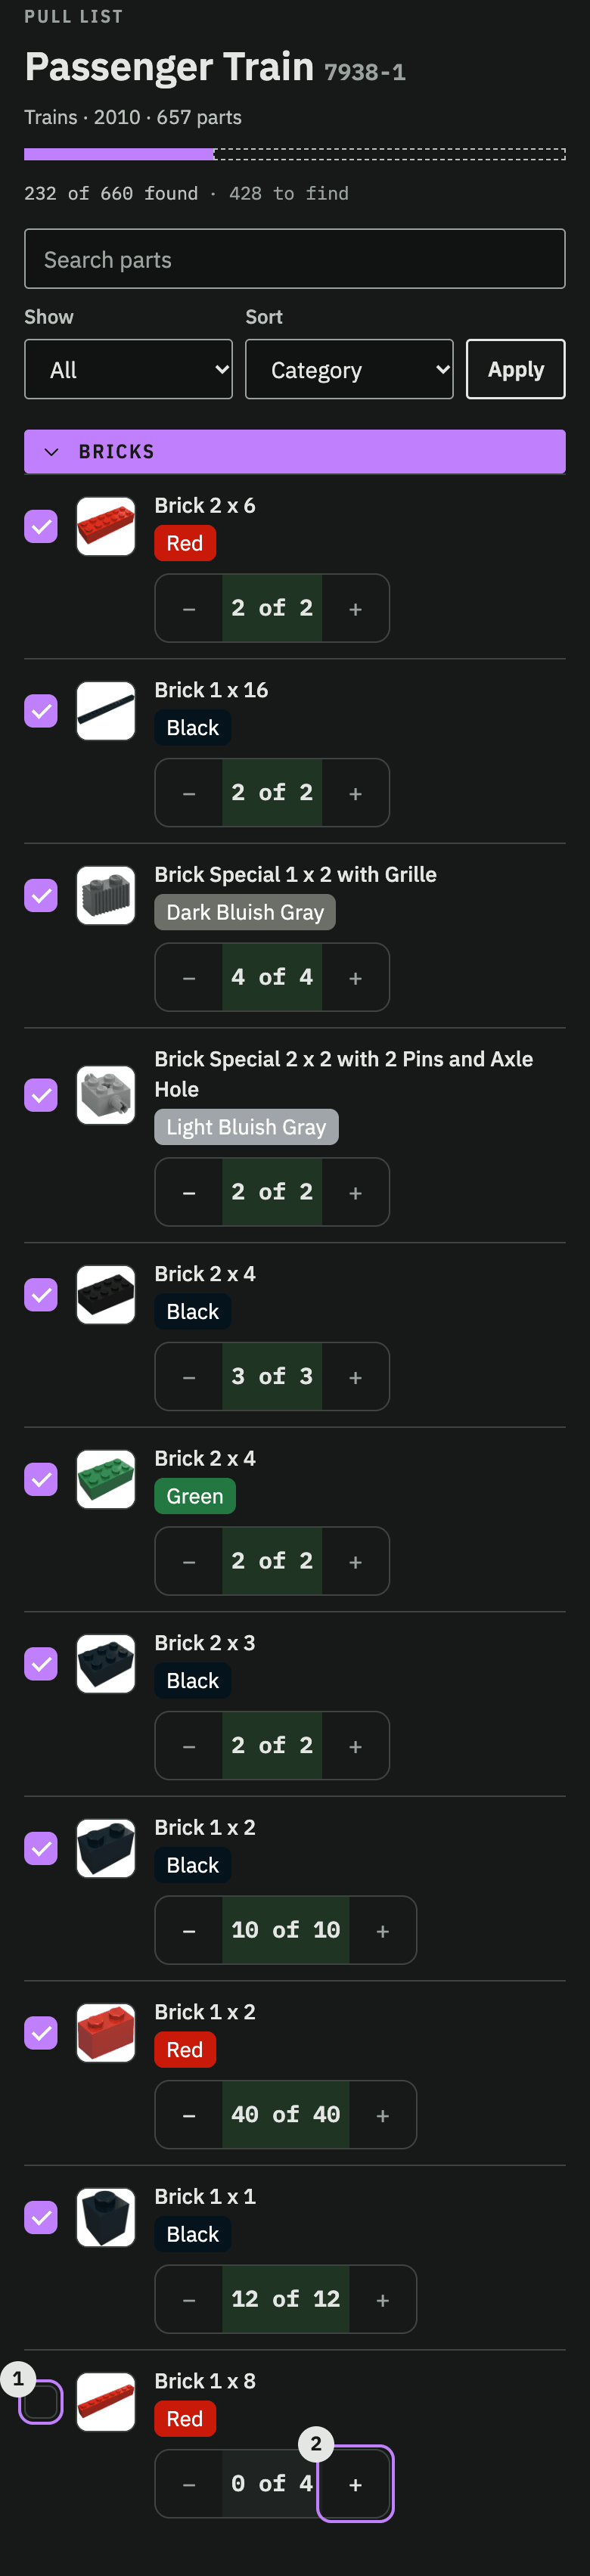 PULL LIST
Passenger Train 7938-1
Trains · 2010 · 657 parts
232 of 660 found · 428 to find
Search parts
Show Sort
All Category Apply
BRICKS
Brick 2 x 6
Red
− 2 of 2 +
Brick 1 x 16
Black
− 2 of 2 +
Brick Special 1 x 2 with Grille
Dark Bluish Gray
− 4 of 4 +
Brick Special 2 x 2 with 2 Pins and Axle
Hole
Light Bluish Gray
− 2 of 2 +
Brick 2 x 4
Black
− 3 of 3 +
Brick 2 x 4
Green
− 2 of 2 +
Brick 2 x 3
Black
− 2 of 2 +
Brick 1 x 2
Black
− 10 of 10 +
Brick 1 x 2
Red
− 40 of 40 +
Brick 1 x 1
Black
− 12 of 12 +
1
Brick 1 x 8
Red
2
− 0 of 4 +